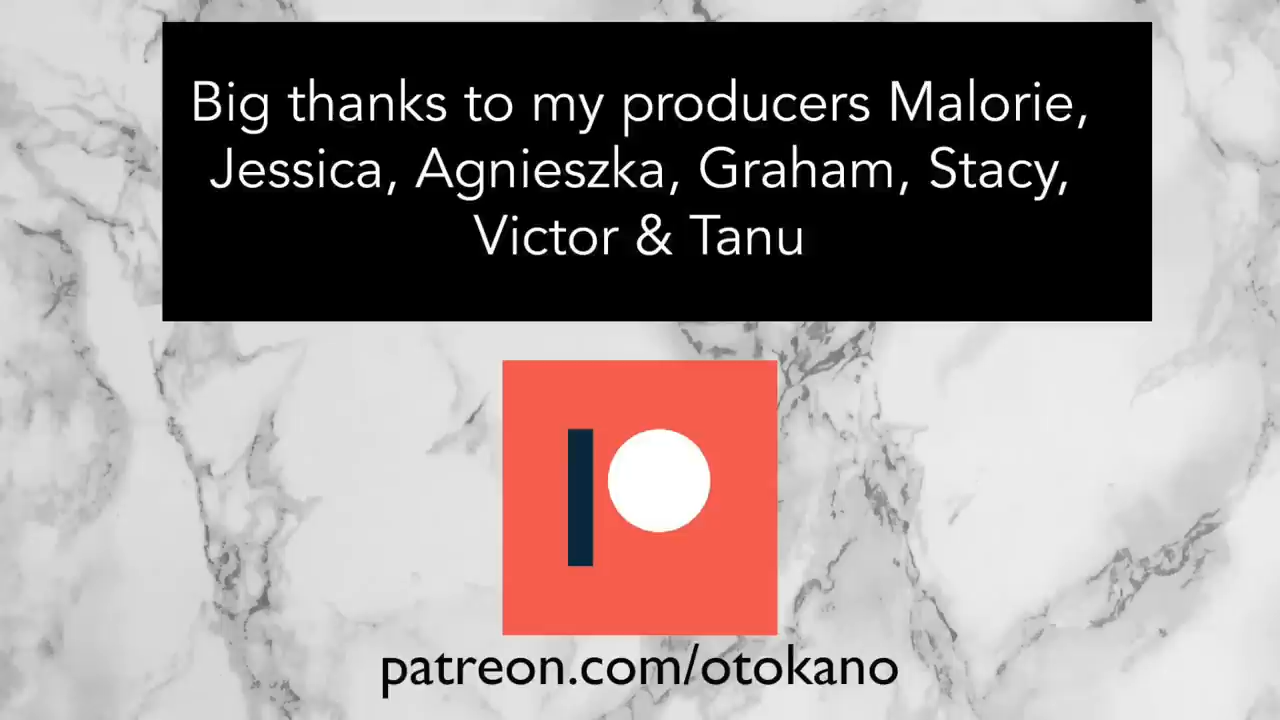 Big thanks to my producers Malorie,
Jessica, Agnieszka, Graham, Stacy,
Victor & Tanu
patreon.com/otokano